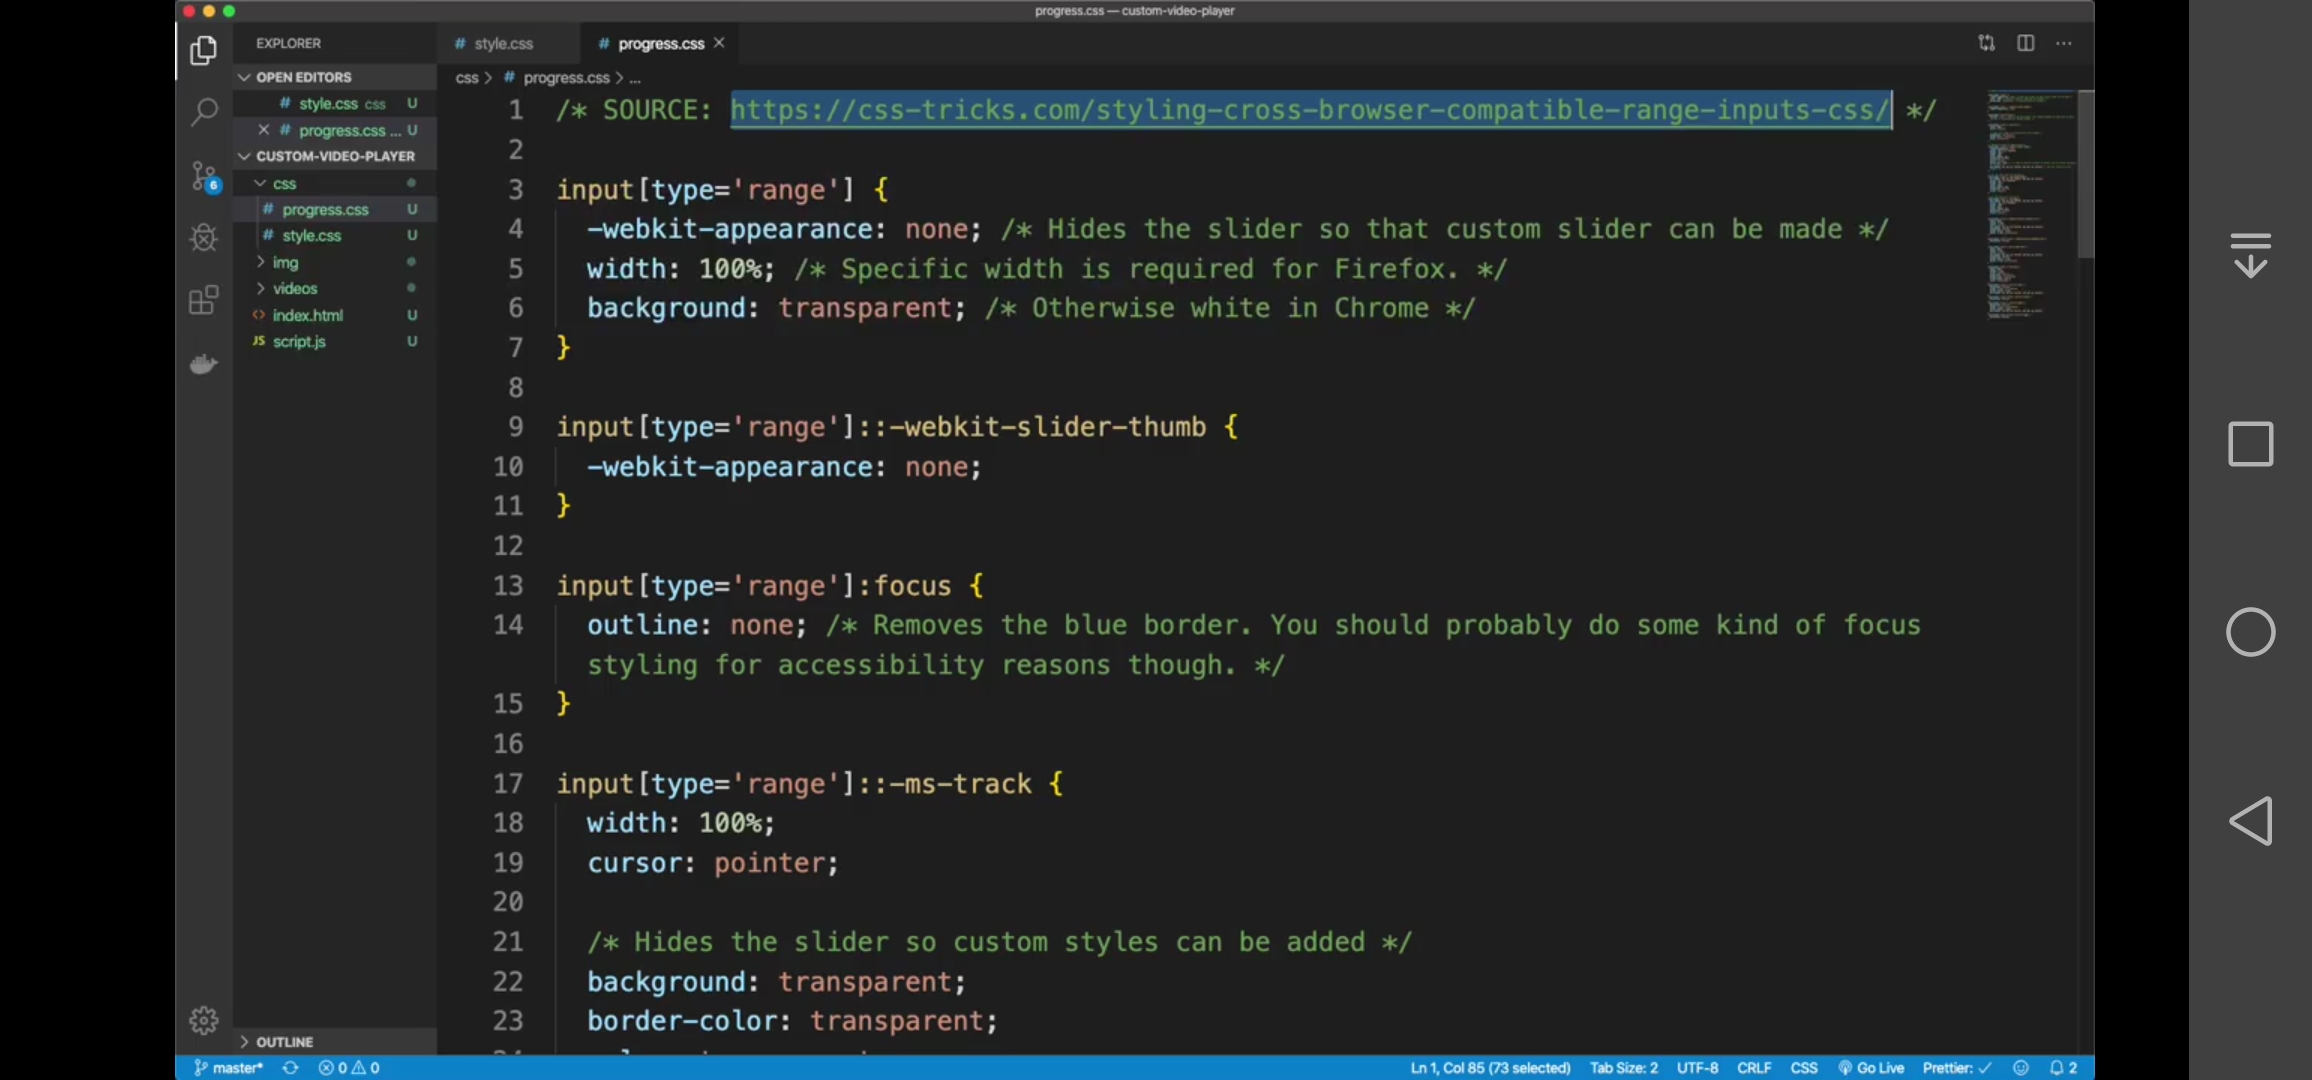 progress.css — custom-video-player
EXPLORER
OPEN EDITORS
# style.css css U
# progress.css ... U
CUSTOM-VIDEO-PLAYER
css
# progress.css U
# style.css U
img
videos
<> index.html U
JS script.js U
OUTLINE
6
# style.css
# progress.css
css > # progress.css > ...
1 /* SOURCE: https://css-tricks.com/styling-cross-browser-compatible-range-inputs-css/ */
2
3 input[type='range'] {
4 -webkit-appearance: none; /* Hides the slider so that custom slider can be made */
5 width: 100%; /* Specific width is required for Firefox. */
6 background: transparent; /* Otherwise white in Chrome */
7 }
8
9 input[type='range']::-webkit-slider-thumb {
10 -webkit-appearance: none;
11 }
12
13 input[type='range']:focus {
14 outline: none; /* Removes the blue border. You should probably do some kind of focus
styling for accessibility reasons though. */
15 }
16
17 input[type='range']::-ms-track {
18 width: 100%;
19 cursor: pointer;
20
21 /* Hides the slider so custom styles can be added */
22 background: transparent;
23 border-color: transparent;
master* 0 0 Ln 1, Col 85 (73 selected) Tab Size: 2 UTF-8 CRLF CSS Go Live Prettier: ✓ 2